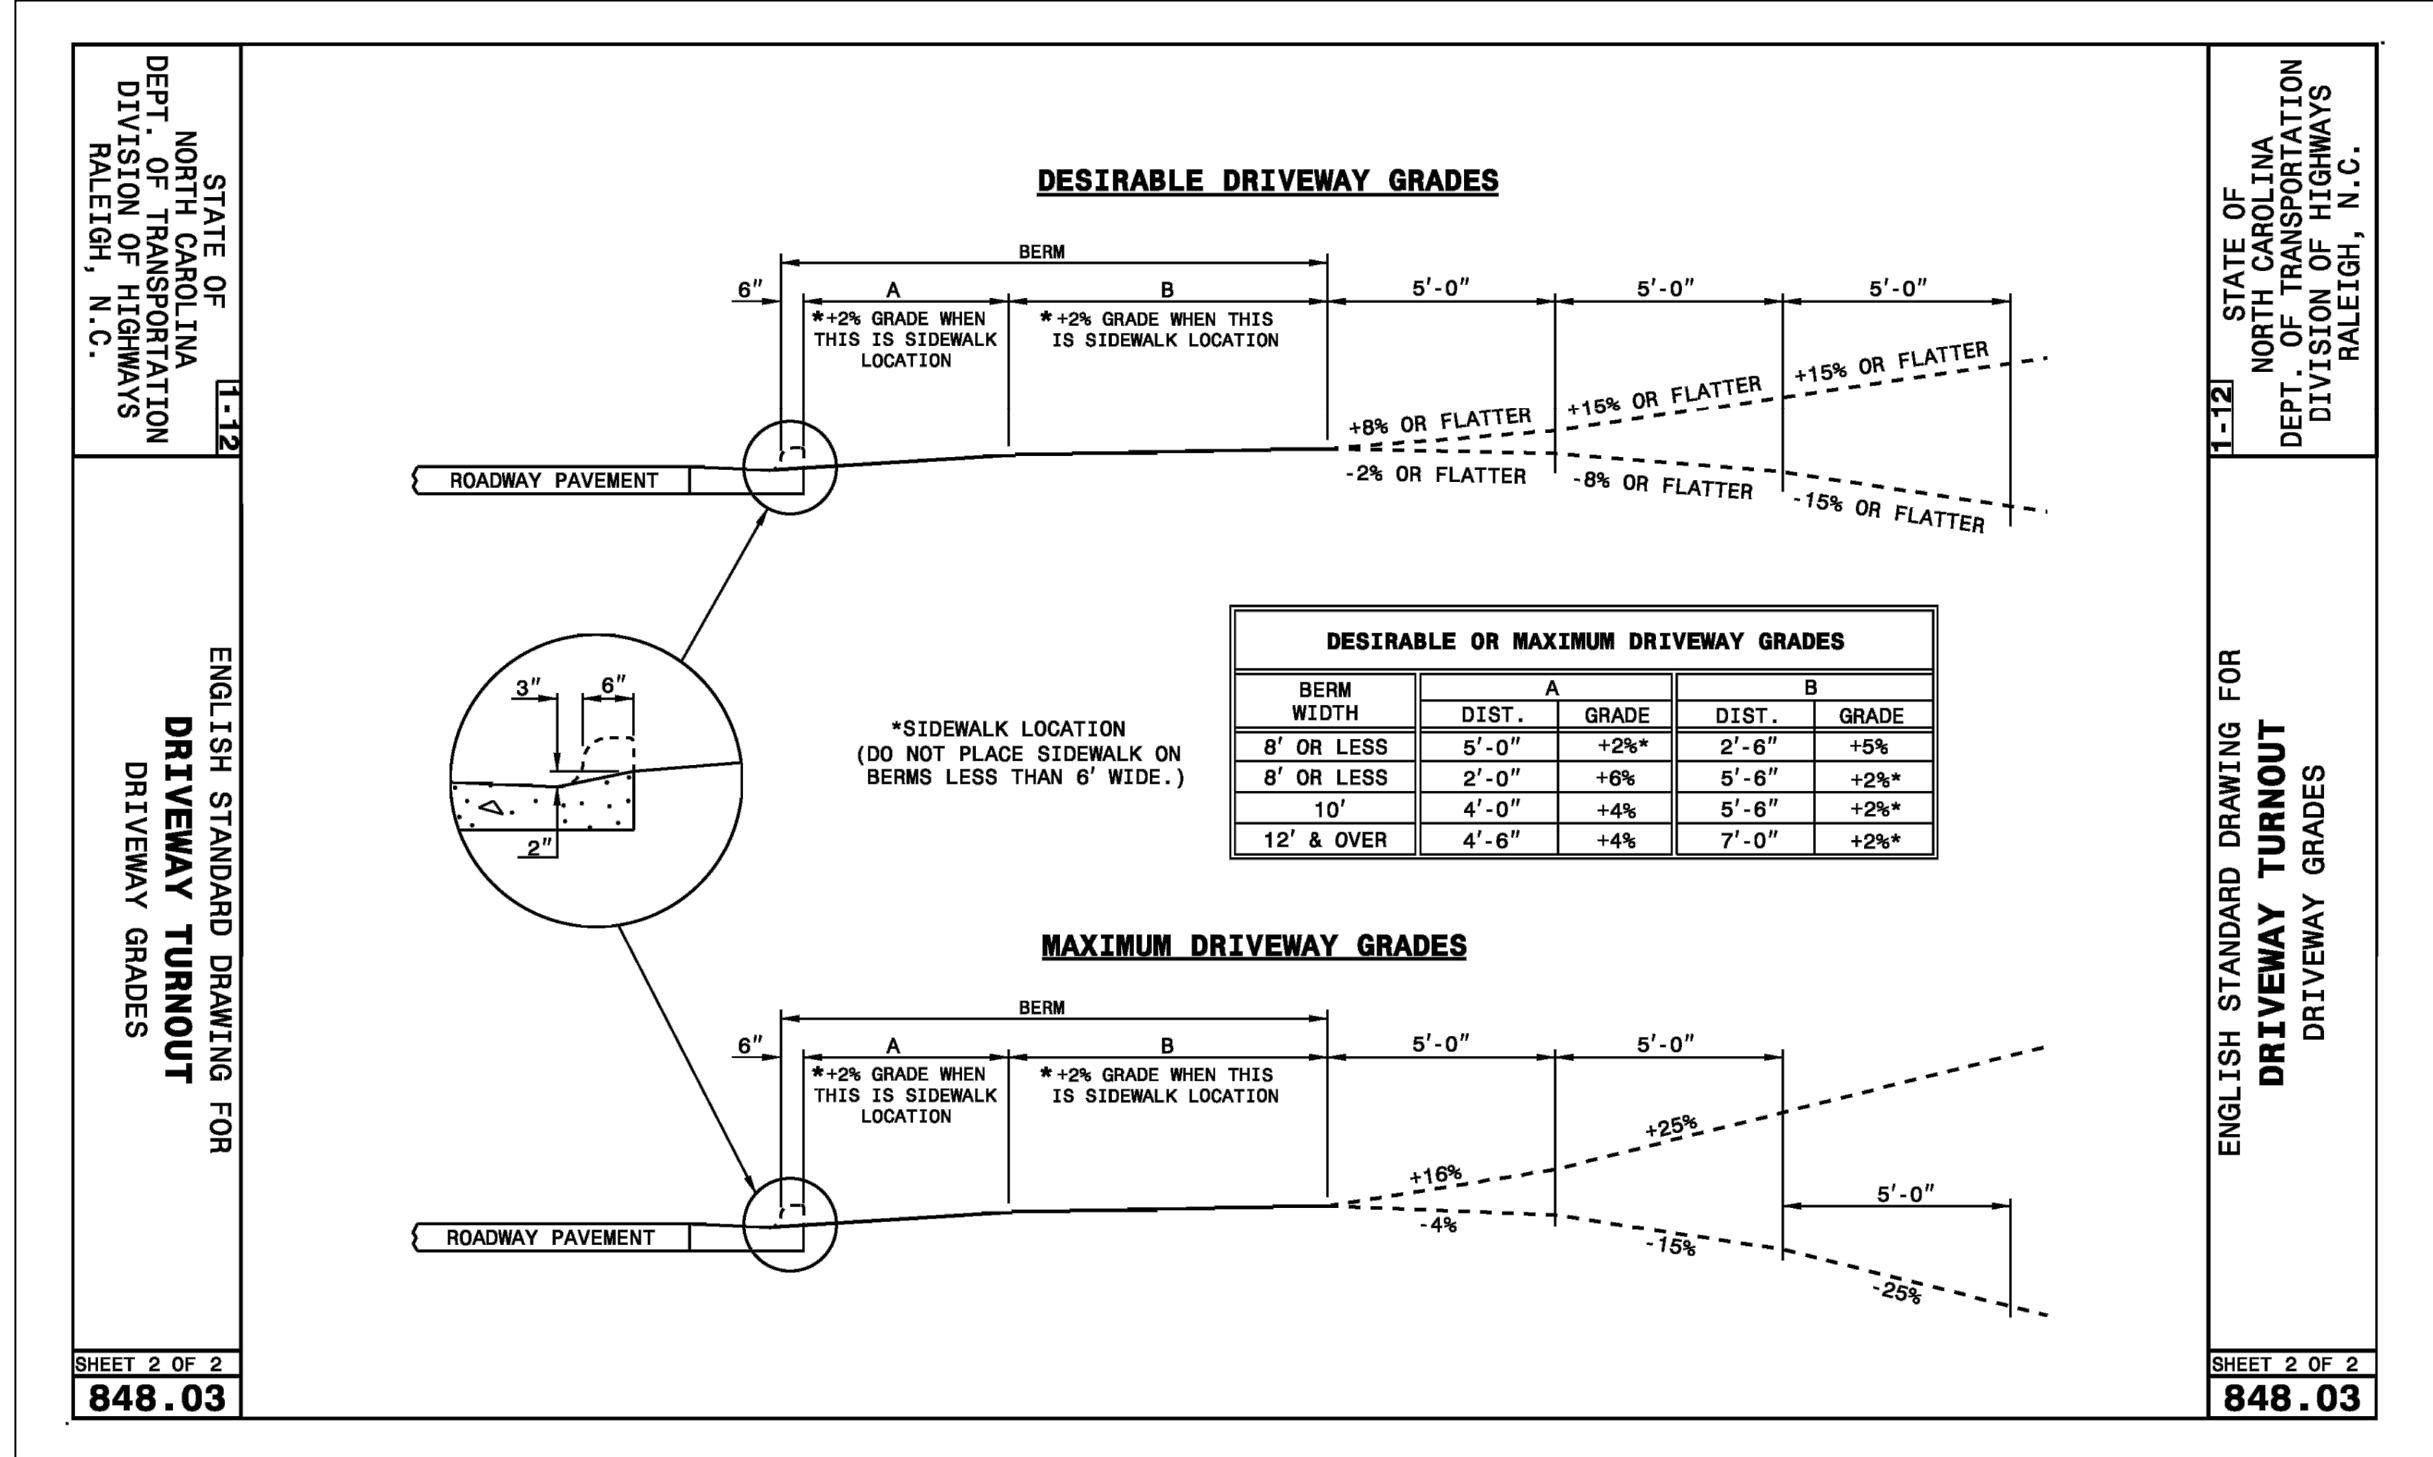 STATE OF
NORTH CAROLINA
DEPT. OF TRANSPORTATION
DIVISION OF HIGHWAYS
RALEIGH, N.C.
1-12
ENGLISH STANDARD DRAWING FOR
DRIVEWAY TURNOUT
DRIVEWAY GRADES
SHEET 2 OF 2
848.03
DESIRABLE DRIVEWAY GRADES
BERM
6" A B 5'-0" 5'-0" 5'-0"
*+2% GRADE WHEN
THIS IS SIDEWALK
LOCATION
*+2% GRADE WHEN THIS
IS SIDEWALK LOCATION
+8% OR FLATTER
+15% OR FLATTER
+15% OR FLATTER
-2% OR FLATTER
-8% OR FLATTER
-15% OR FLATTER
ROADWAY PAVEMENT
3" 6"
2"
*SIDEWALK LOCATION
(DO NOT PLACE SIDEWALK ON
BERMS LESS THAN 6' WIDE.)
DESIRABLE OR MAXIMUM DRIVEWAY GRADES
BERM
WIDTH
A B
DIST. GRADE DIST. GRADE
8' OR LESS 5'-0" +2%* 2'-6" +5%
8' OR LESS 2'-0" +6% 5'-6" +2%*
10' 4'-0" +4% 5'-6" +2%*
12' & OVER 4'-6" +4% 7'-0" +2%*
MAXIMUM DRIVEWAY GRADES
BERM
6" A B 5'-0" 5'-0"
*+2% GRADE WHEN
THIS IS SIDEWALK
LOCATION
*+2% GRADE WHEN THIS
IS SIDEWALK LOCATION
+16%
+25%
5'-0"
-4%
-15%
-25%
ROADWAY PAVEMENT
STATE OF
NORTH CAROLINA
DEPT. OF TRANSPORTATION
DIVISION OF HIGHWAYS
RALEIGH, N.C.
1-12
ENGLISH STANDARD DRAWING FOR
DRIVEWAY TURNOUT
DRIVEWAY GRADES
SHEET 2 OF 2
848.03